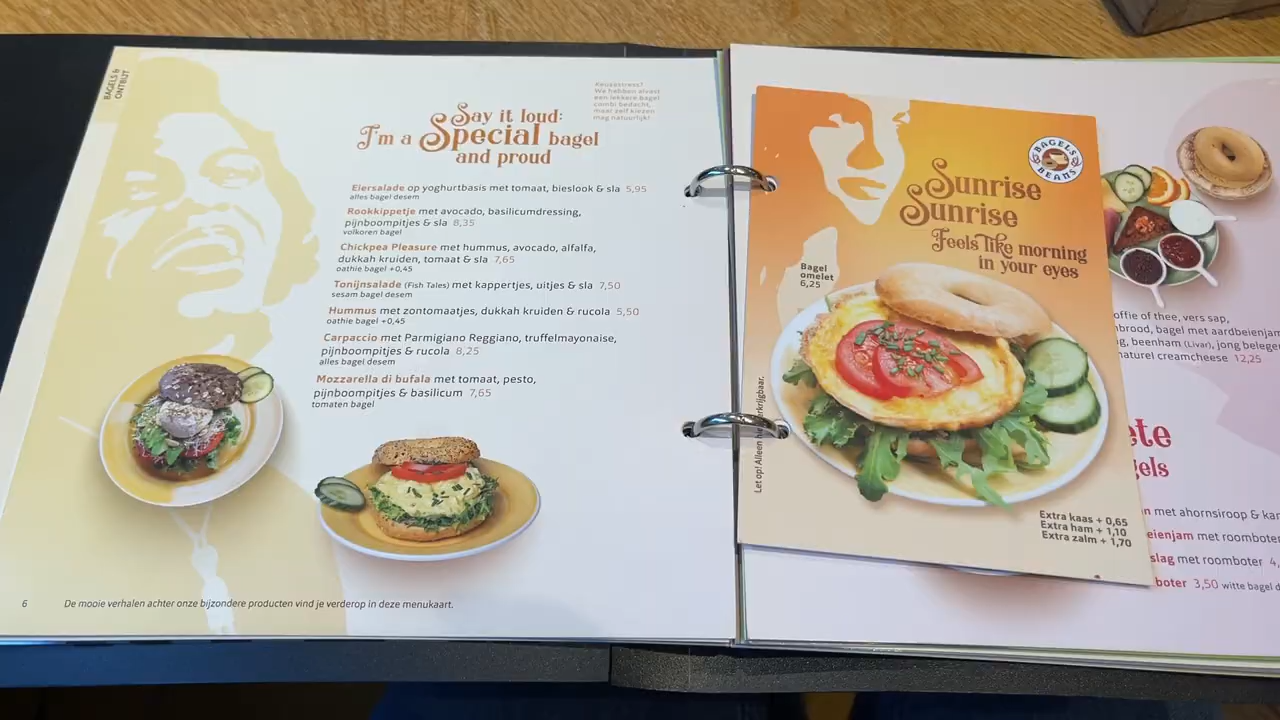 BAGELS &
ONTBIJT
Keuzestress?
We hebben alvast
een lekkere bagel
combi bedacht,
maar zelf kiezen
mag natuurlijk!
Say it loud:
I'm a Special bagel
and proud
Eiersalade op yoghurtbasis met tomaat, bieslook & sla 5,95
alles bagel desem
Rookkippetje met avocado, basilicumdressing,
pijnboompitjes & sla 8,35
volkoren bagel
Chickpea Pleasure met hummus, avocado, alfalfa,
dukkah kruiden, tomaat & sla 7,65
oathie bagel +0,45
Tonijnsalade (Fish Tales) met kappertjes, uitjes & sla 7,50
sesam bagel desem
Hummus met zontomaatjes, dukkah kruiden & rucola 5,50
oathie bagel +0,45
Carpaccio met Parmigiano Reggiano, truffelmayonaise,
pijnboompitjes & rucola 8,25
alles bagel desem
Mozzarella di bufala met tomaat, pesto,
pijnboompitjes & basilicum 7,65
tomaten bagel
6 De mooie verhalen achter onze bijzondere producten vind je verderop in deze menukaart.
BAGELS
BEANS
Sunrise
Sunrise
Feels like morning
in your eyes
Bagel
omelet
6,25
Let op! Alleen hi erkrijgbaar.
Extra kaas + 0,65
Extra ham + 1,10
Extra zalm + 1,70
offie of thee, vers sap,
nbrood, bagel met aardbeienjam
g, beenham (Livar), jong belege
naturel creamcheese 12,25
ete
gels
n met ahornsiroop & kan
eienjam met roomboter
slag met roomboter 4,
boter 3,50 witte bagel d